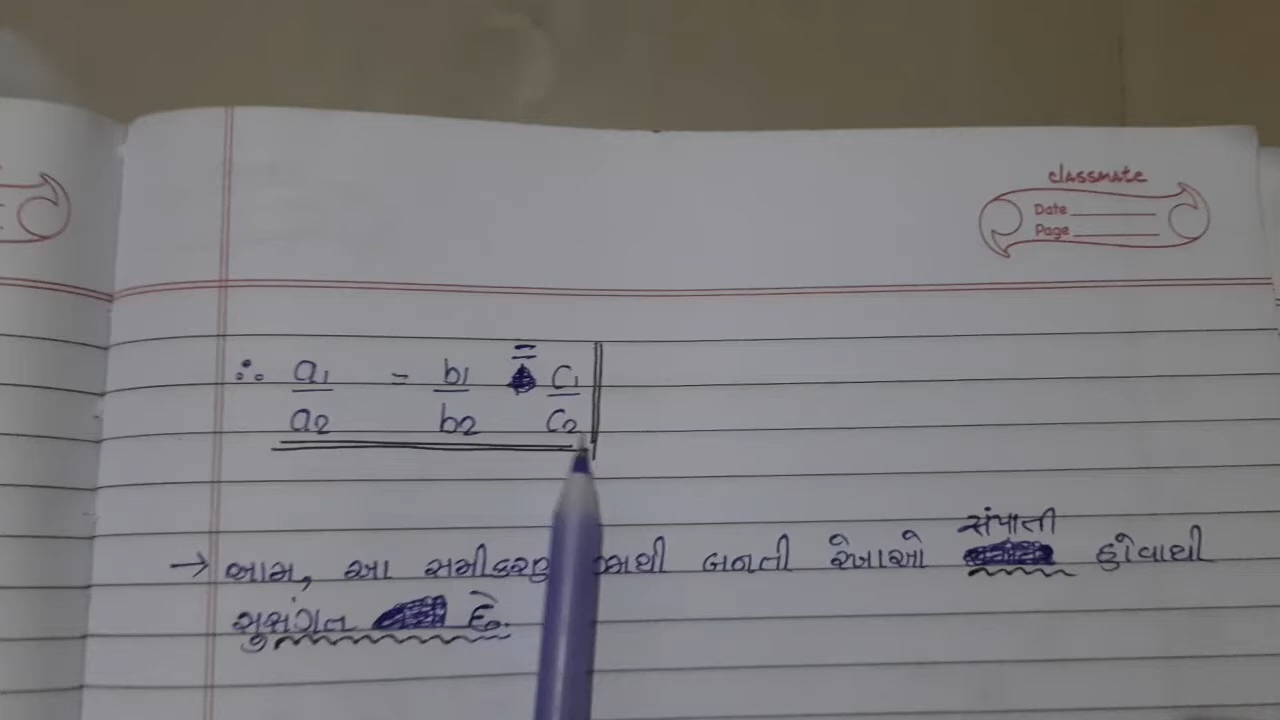 classmate
Date
Page
∴ a1/a2 = b1/b2 = c1/c2
સંપાતી
→ આમ, આ સમીકરણ બનતી રેખાઓ હોવાથી
સુસંગત છે.